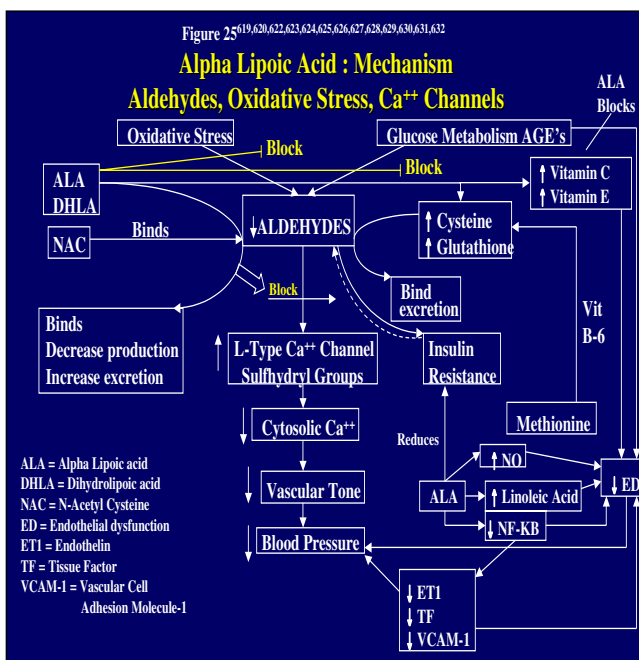 Figure 25619,620,622,623,624,625,626,627,628,629,630,631,632
Alpha Lipoic Acid : Mechanism
Aldehydes, Oxidative Stress, Ca++ Channels
ALA
Blocks
Oxidative Stress
Glucose Metabolism AGE's
Block
Block
ALA
DHLA
↑ Vitamin C
↑ Vitamin E
NAC
Binds
↓ALDEHYDES
↑ Cysteine
↑ Glutathione
Block
Bind
excretion
Vit
B-6
Binds
Decrease production
Increase excretion
↑ L-Type Ca++ Channel
Sulfhydryl Groups
Insulin
Resistance
↓ Cytosolic Ca++
Methionine
Reduces
↓ Vascular Tone
ALA
↑ NO
↑ Linoleic Acid
↓ NF-KB
↓ ED
↓ Blood Pressure
↓ ET1
↓ TF
↓ VCAM-1
ALA = Alpha Lipoic acid
DHLA = Dihydrolipoic acid
NAC = N-Acetyl Cysteine
ED = Endothelial dysfunction
ET1 = Endothelin
TF = Tissue Factor
VCAM-1 = Vascular Cell
Adhesion Molecule-1